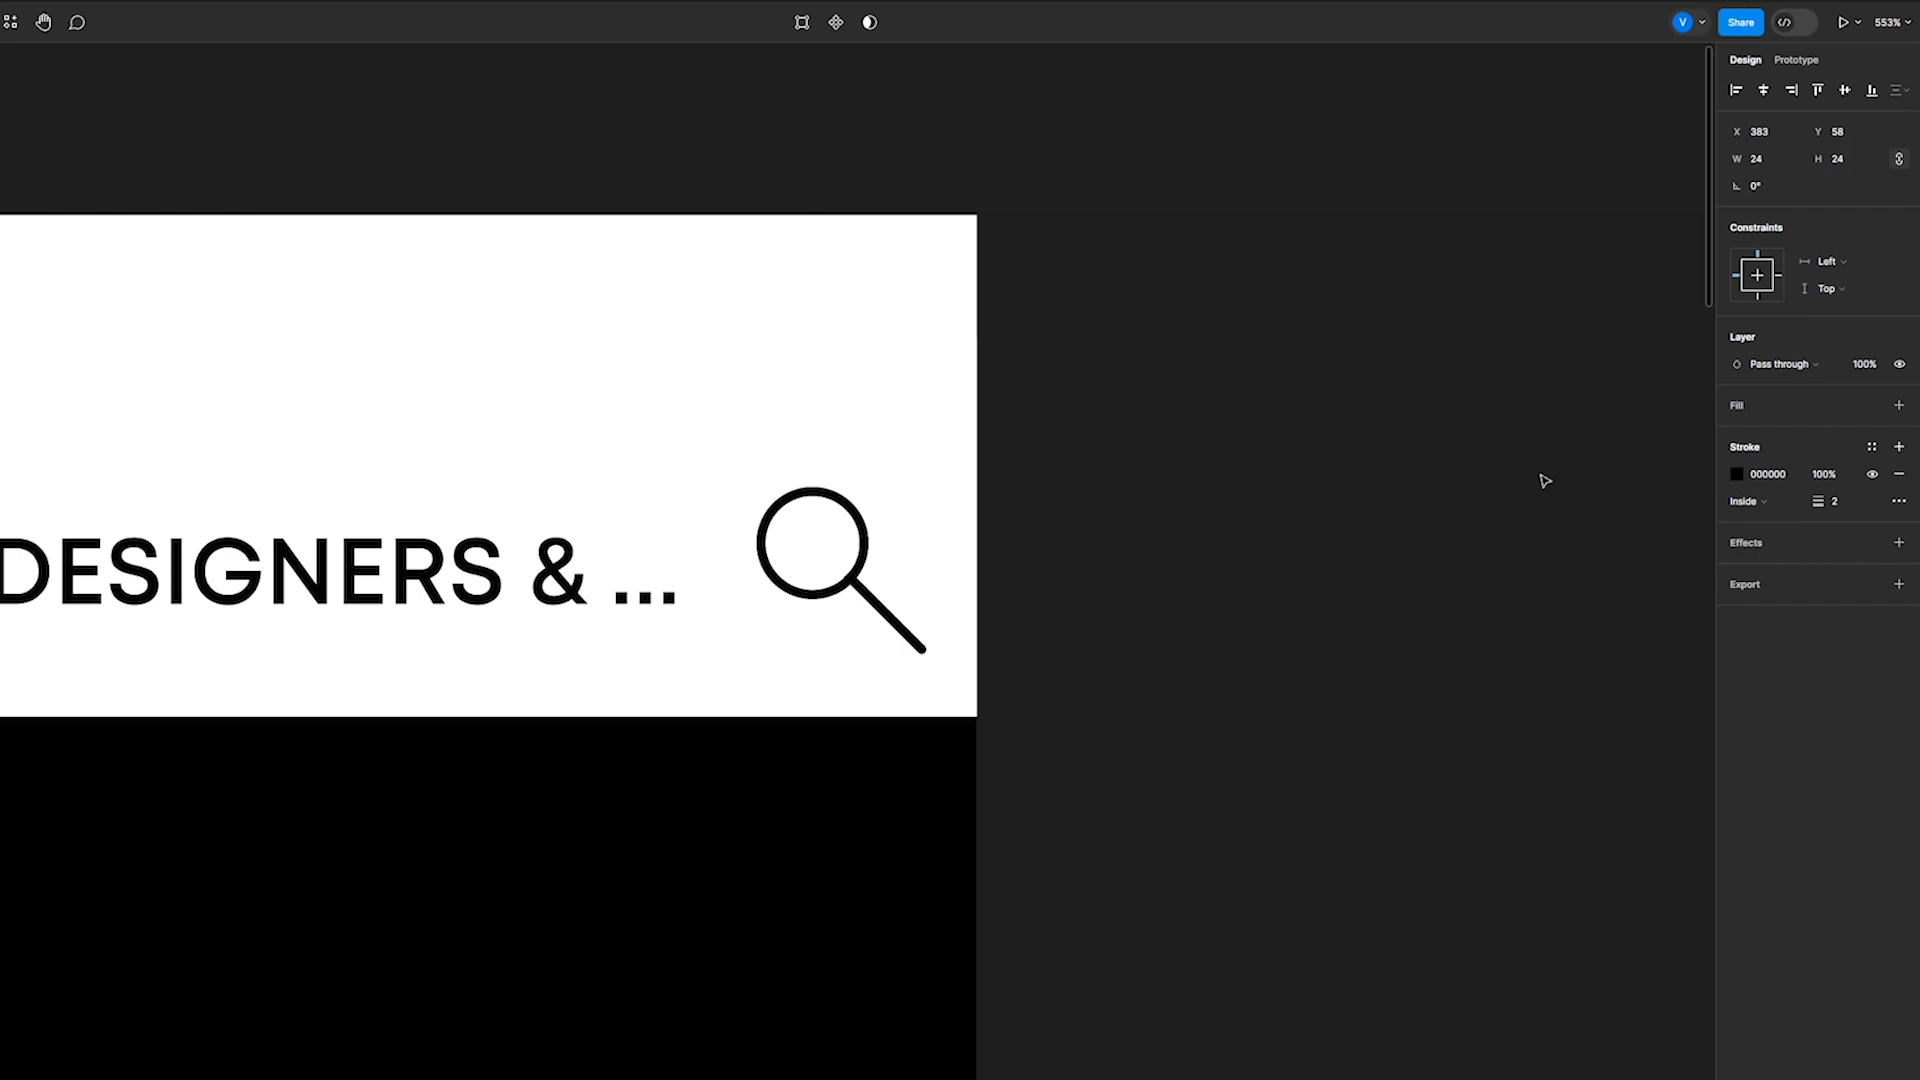 V
Share
553%
Design Prototype
X 383 Y 58
W 24 H 24
0°
Constraints
Left
Top
Layer
Pass through 100%
Fill
Stroke
000000 100%
Inside 2
Effects
Export
DESIGNERS & ...